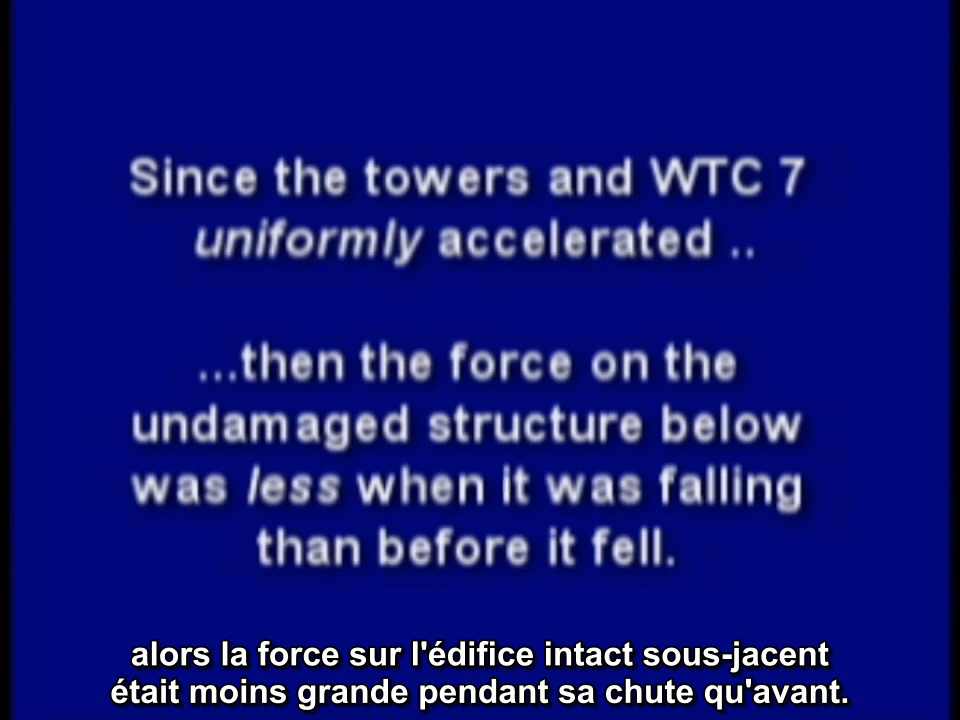 Since the towers and WTC 7
uniformly accelerated ..
...then the force on the
undamaged structure below
was less when it was falling
than before it fell.
alors la force sur l'édifice intact sous-jacent
était moins grande pendant sa chute qu'avant.